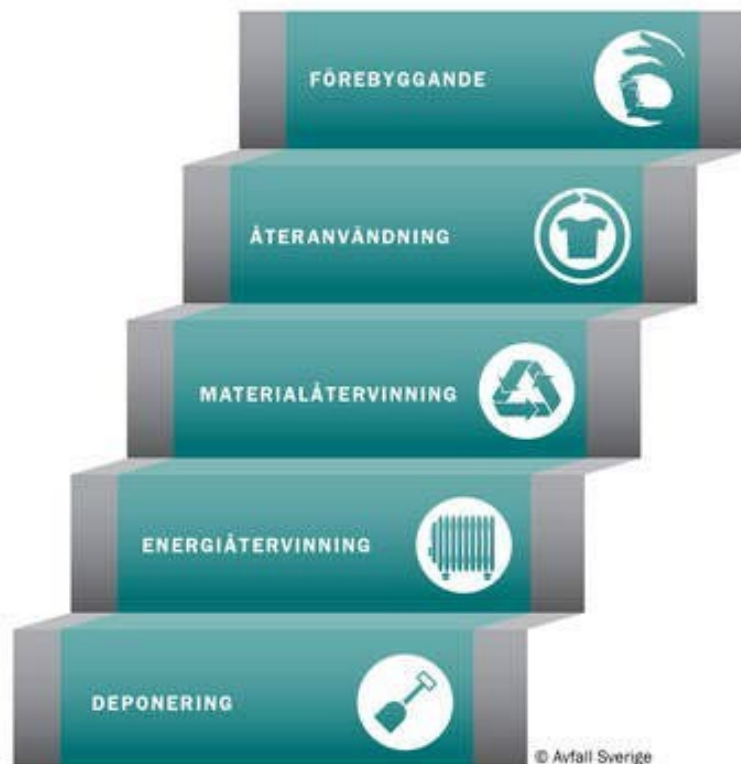 FÖREBYGGANDE
ÅTERANVÄNDNING
MATERIALÅTERVINNING
ENERGIÅTERVINNING
DEPONERING
© Avfall Sverige